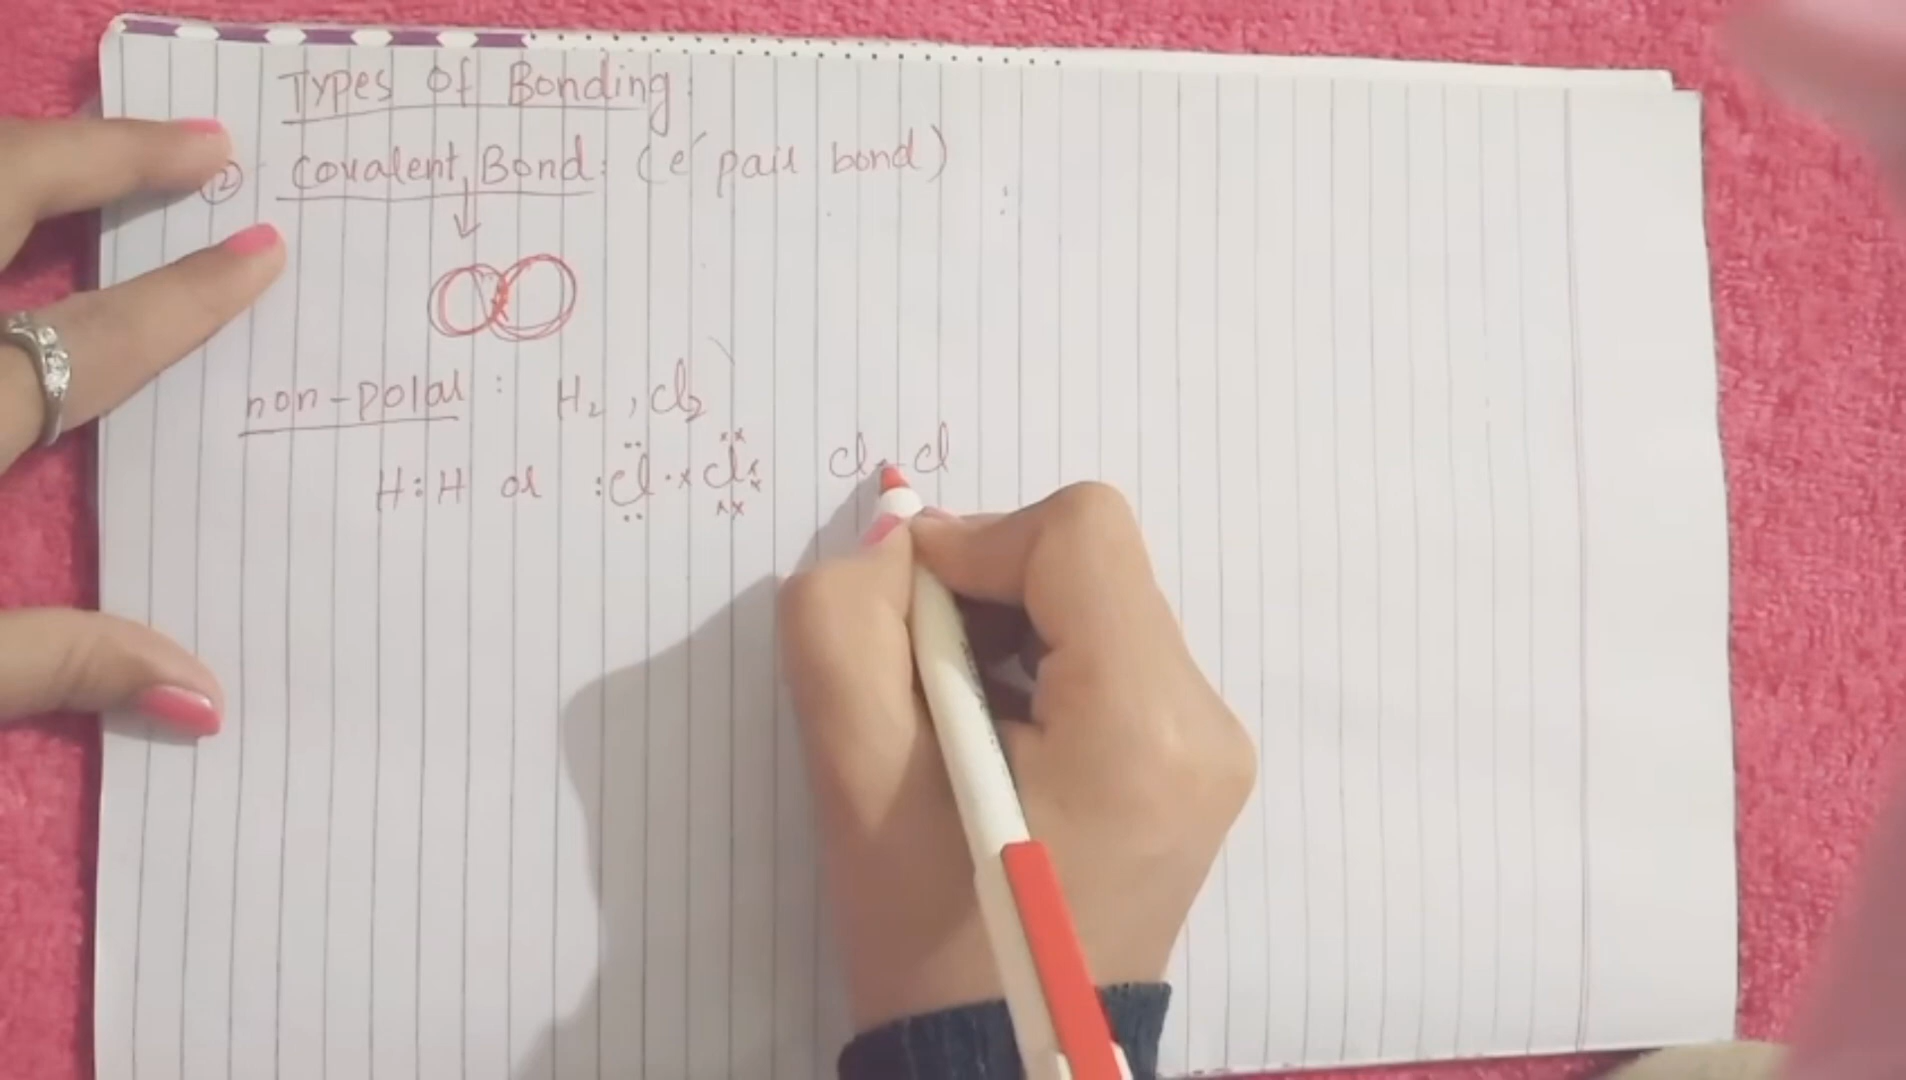 Types of Bonding:
② Covalent Bond: (e⁻ pair bond)
non-polar : H₂, Cl₂
H:H or :Cl·×Cl Cl-Cl